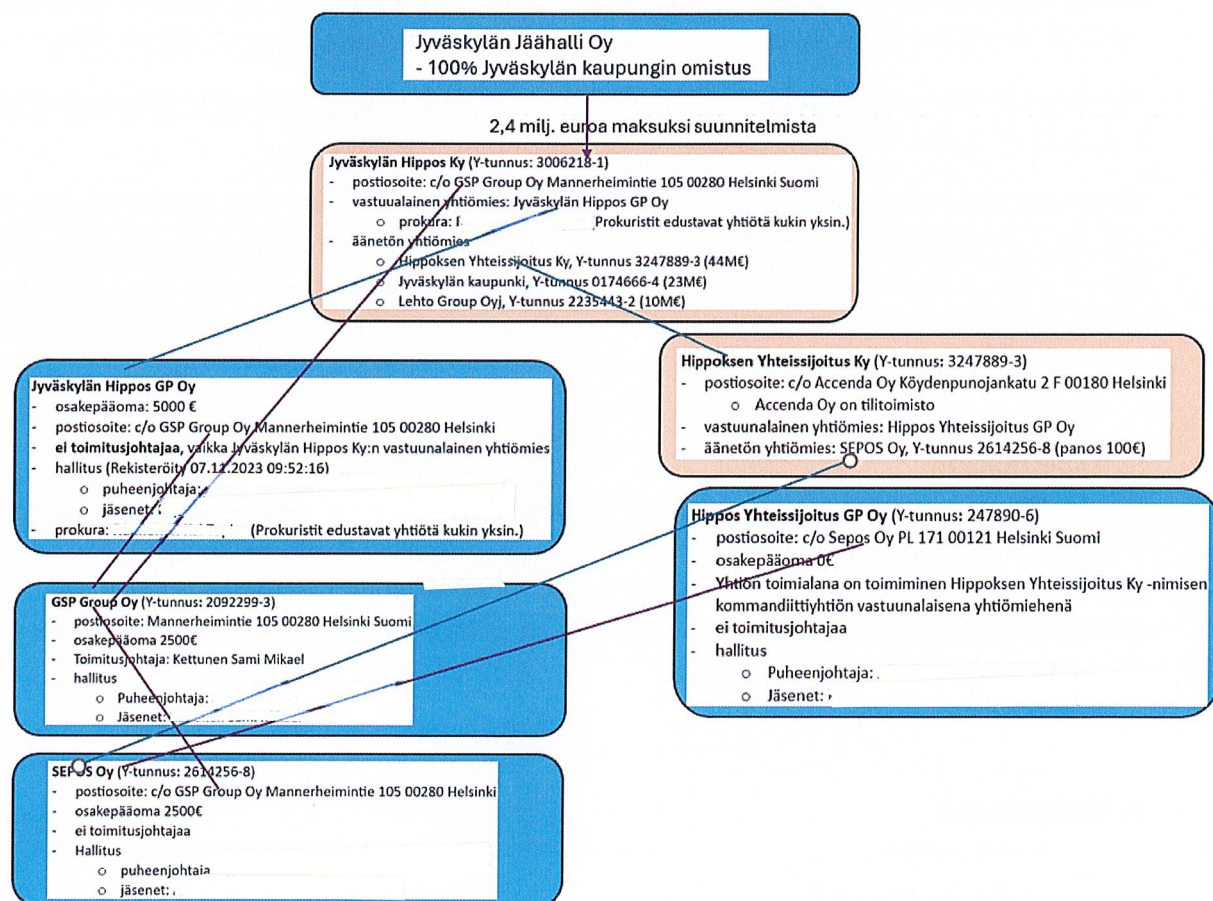 Jyväskylän Jäähalli Oy
- 100% Jyväskylän kaupungin omistus
2,4 milj. euroa maksuksi suunnitelmista
Jyväskylän Hippos Ky (Y-tunnus: 3006218-1)
- postiosoite: c/o GSP Group Oy Mannerheimintie 105 00280 Helsinki Suomi
- vastuualainen yhtiömies: Jyväskylän Hippos GP Oy
o prokura: Prokuristit edustavat yhtiötä kukin yksin.)
- äänetön yhtiömies
o Hippoksen Yhteissijoitus Ky, Y-tunnus 3247889-3 (44M€)
o Jyväskylän kaupunki, Y-tunnus 0174666-4 (23M€)
o Lehto Group Oyj, Y-tunnus 2235443-2 (10M€)
Jyväskylän Hippos GP Oy
- osakepääoma: 5000 €
- postiosoite: c/o GSP Group Oy Mannerheimintie 105 00280 Helsinki
- ei toimitusjohtajaa, vaikka Jyväskylän Hippos Ky:n vastuunalainen yhtiömies
- hallitus (Rekisteröity 07.11.2023 09:52:16)
o puheenjohtaja:
o jäsenet:
- prokura: (Prokuristit edustavat yhtiötä kukin yksin.)
Hippoksen Yhteissijoitus Ky (Y-tunnus: 3247889-3)
- postiosoite: c/o Accenda Oy Köydenpunojankatu 2 F 00180 Helsinki
o Accenda Oy on tilitoimisto
- vastuunalainen yhtiömies: Hippos Yhteissijoitus GP Oy
- äänetön yhtiömies: SEPOS Oy, Y-tunnus 2614256-8 (panos 100€)
Hippos Yhteissijoitus GP Oy (Y-tunnus: 247890-6)
- postiosoite: c/o Sepos Oy PL 171 00121 Helsinki Suomi
- osakepääoma 0€
- Yhtiön toimialana on toimiminen Hippoksen Yhteissijoitus Ky -nimisen
kommandiittiyhtiön vastuunalaisena yhtiömiehenä
- ei toimitusjohtajaa
- hallitus
o Puheenjohtaja:
o Jäsenet:
GSP Group Oy (Y-tunnus: 2092299-3)
- postiosoite: Mannerheimintie 105 00280 Helsinki Suomi
- osakepääoma 2500€
- Toimitusjohtaja: Kettunen Sami Mikael
- hallitus
o Puheenjohtaja:
o Jäsenet:
SEPOS Oy (Y-tunnus: 2614256-8)
- postiosoite: c/o GSP Group Oy Mannerheimintie 105 00280 Helsinki
- osakepääoma 2500€
- ei toimitusjohtajaa
- Hallitus
o puheenjohtaja
o jäsenet: